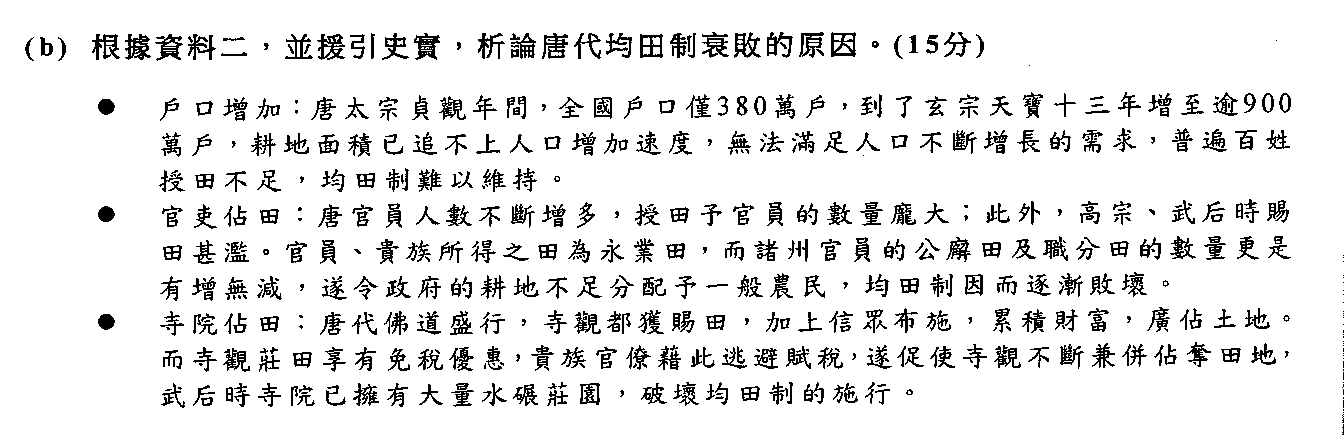 (b) 根據資料二，並援引史實，析論唐代均田制衰敗的原因。(15分)
● 戶口增加：唐太宗貞觀年間，全國戶口僅380萬戶，到了玄宗天寶十三年增至逾900
萬戶，耕地面積已追不上人口增加速度，無法滿足人口不斷增長的需求，普遍百姓
授田不足，均田制難以維持。
● 官吏佔田：唐官員人數不斷增多，授田予官員的數量龐大；此外，高宗、武后時賜
田甚濫。官員、貴族所得之田為永業田，而諸州官員的公廨田及職分田的數量更是
有增無減，遂令政府的耕地不足分配予一般農民，均田制因而逐漸敗壞。
● 寺院佔田：唐代佛道盛行，寺觀都獲賜田，加上信眾布施，累積財富，廣佔土地。
而寺觀莊田享有免稅優惠，貴族官僚藉此逃避賦稅，遂促使寺觀不斷兼併佔奪田地，
武后時寺院已擁有大量水碾莊園，破壞均田制的施行。